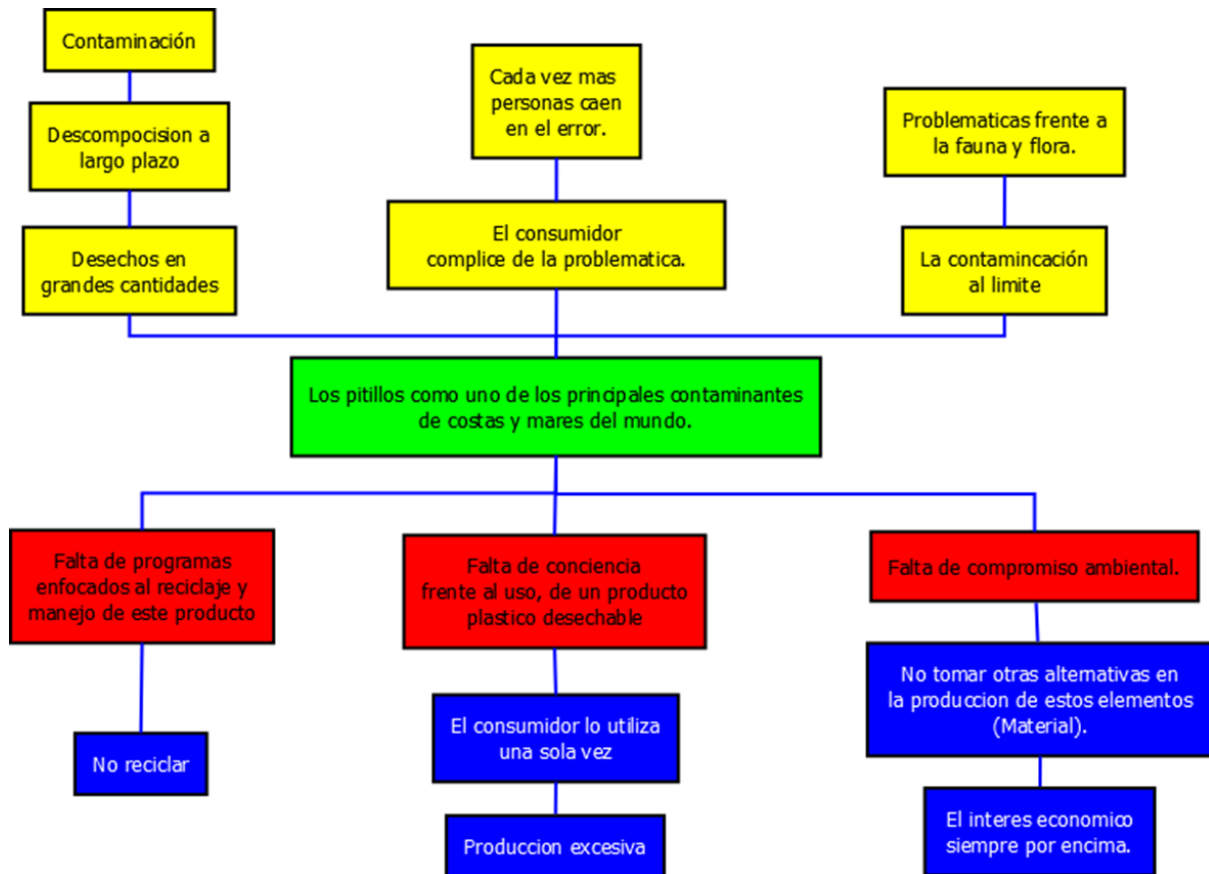 Contaminación
Descompocision a
largo plazo
Desechos en
grandes cantidades
Cada vez mas
personas caen
en el error.
El consumidor
complice de la problematica.
Problematicas frente a
la fauna y flora.
La contamincación
al limite
Los pitillos como uno de los principales contaminantes
de costas y mares del mundo.
Falta de programas
enfocados al reciclaje y
manejo de este producto
No reciclar
Falta de conciencia
frente al uso, de un producto
plastico desechable
El consumidor lo utiliza
una sola vez
Produccion excesiva
Falta de compromiso ambiental.
No tomar otras alternativas en
la produccion de estos elementos
(Material).
El interes economico
siempre por encima.